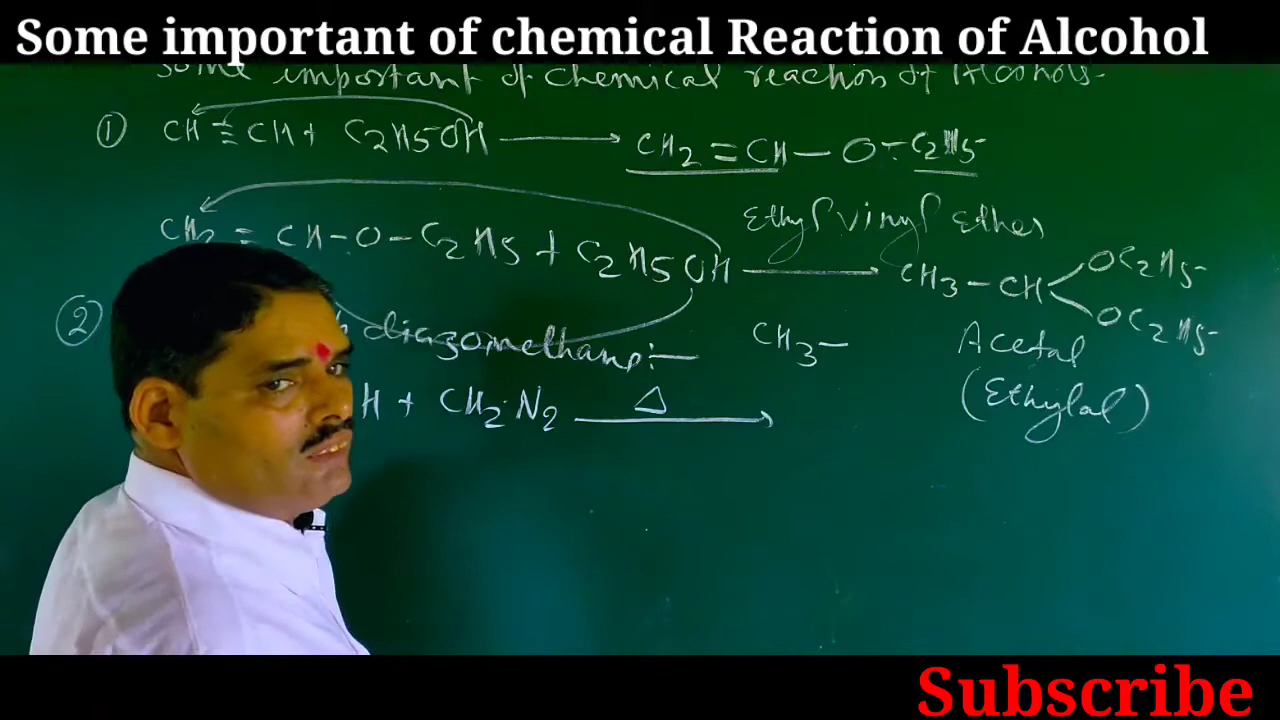 Some important of chemical Reaction of Alcohol
Some important of chemical reaction of Alcohols-
① CH≡CH + C2H5OH ⟶ CH2=CH—O—C2H5
Ethyl vinyl Ether
CH2=CH-O-C2H5 + C2H5OH ⟶ CH3-CH
OC2H5
OC2H5
② diazomethane:—
CH3—
Acetal
(Ethylal)
H + CH2N2 Δ⟶
Subscribe